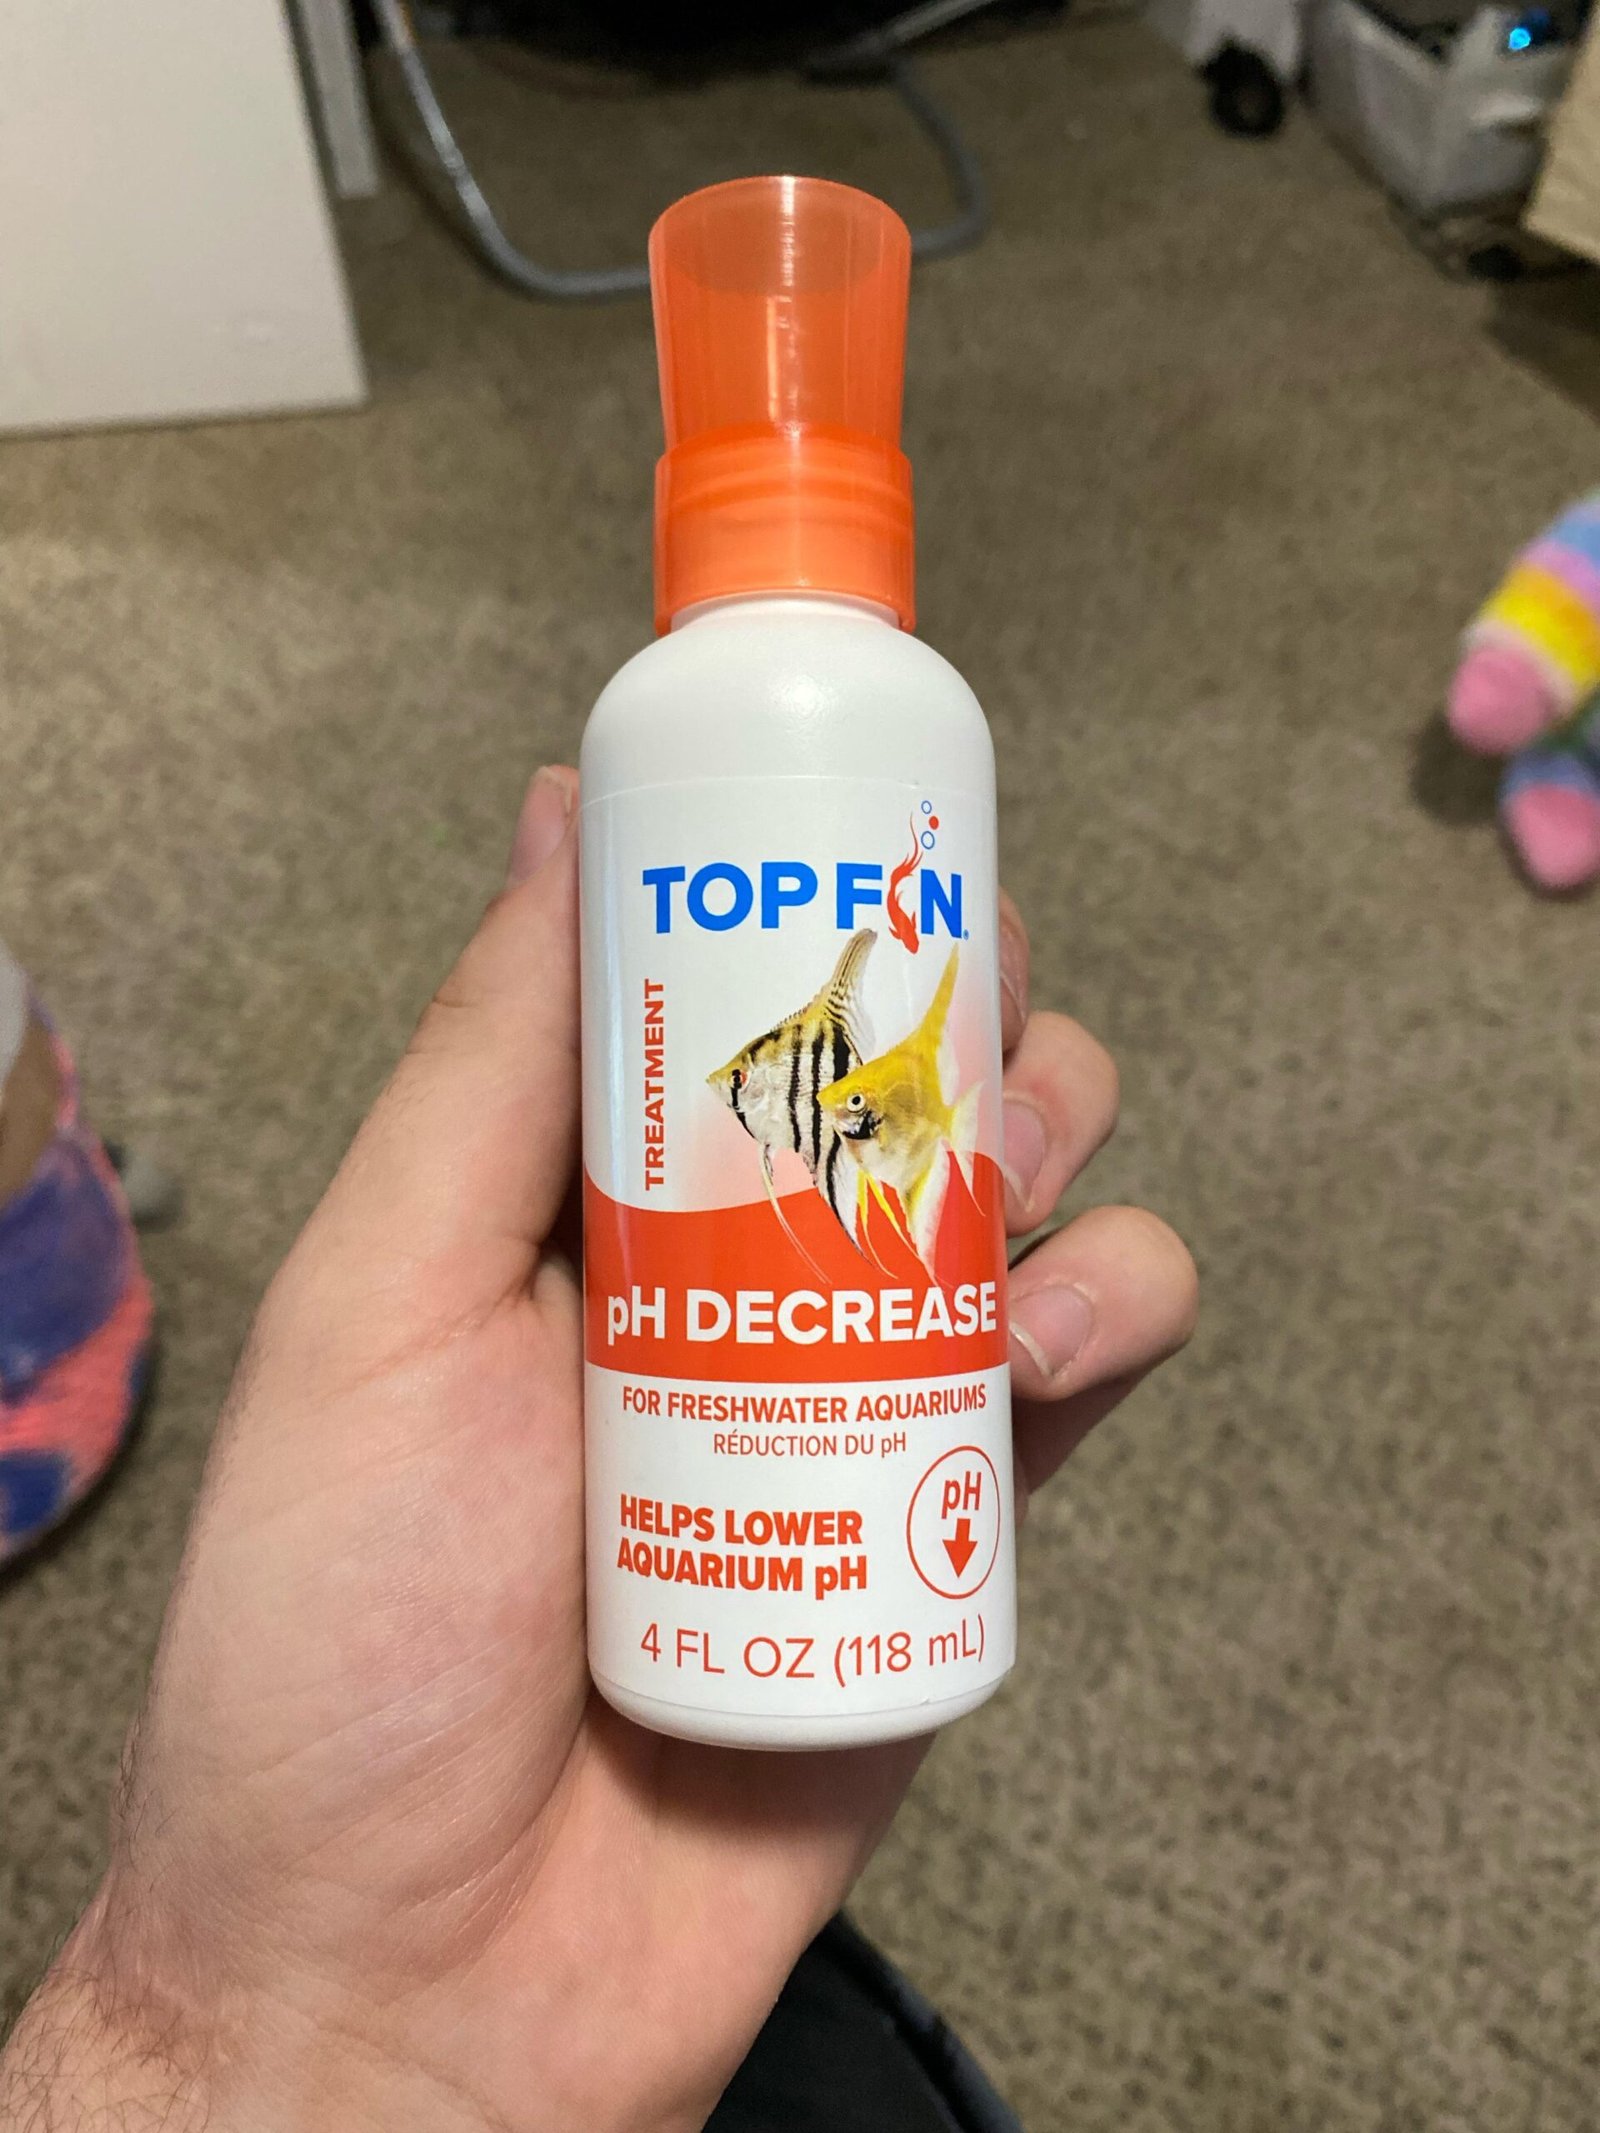 TOP FIN®
TREATMENT
pH DECREASE
FOR FRESHWATER AQUARIUMS
RÉDUCTION DU pH
HELPS LOWER
AQUARIUM pH
pH
4 FL OZ (118 mL)